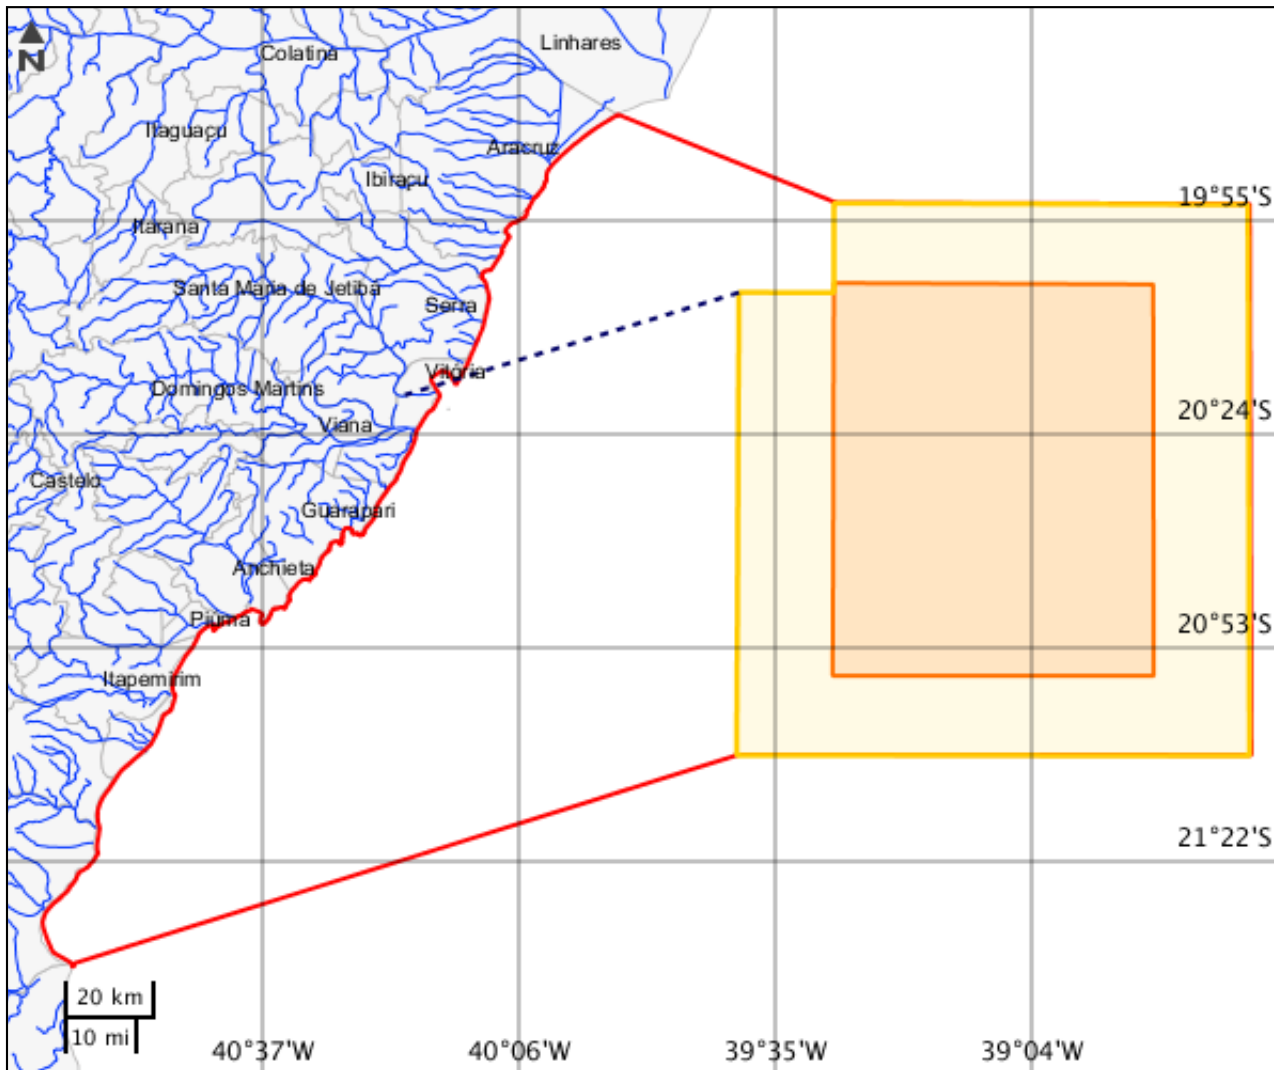 N
Linhares
Colatina
Itaguaçu
Aracruz
Ibiraçu
19°55'S
Itarana
Santa Maria de Jetibá
Serra
Vitória
Domingos Martins
20°24'S
Viana
Castelo
Guarapari
Anchieta
Piúma
20°53'S
Itapemirim
21°22'S
20 km
10 mi
40°37'W
40°06'W
39°35'W
39°04'W